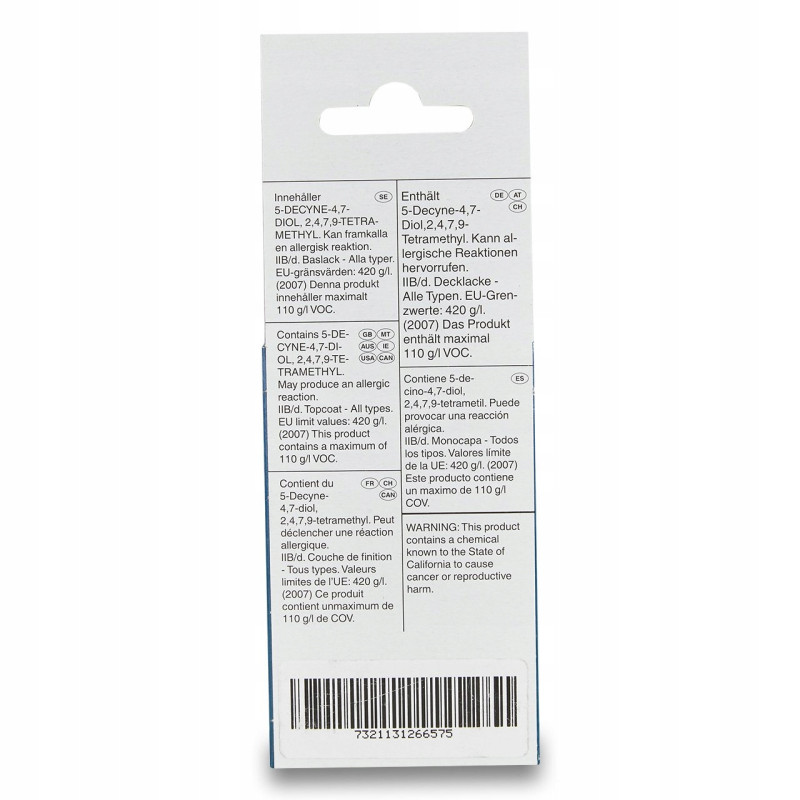 Innehåller SE
5-DECYNE-4,7-
DIOL, 2,4,7,9-TETRA-
METHYL. Kan framkalla
en allergisk reaktion.
IIB/d. Baslack - Alla typer.
EU-gränsvärden: 420 g/l.
(2007) Denna produkt
innehåller maximalt
110 g/l VOC.
Contains 5-DE- GB MT
CYNE-4,7-DI- AUS IE
OL, 2,4,7,9-TE- USA CAN
TRAMETHYL.
May produce an allergic
reaction.
IIB/d. Topcoat - All types.
EU limit values: 420 g/l.
(2007) This product
contains a maximum of
110 g/l VOC.
Contient du FR CH
5-Decyne- CAN
4,7-diol,
2,4,7,9-tetramethyl. Peut
déclencher une réaction
allergique.
IIB/d. Couche de finition
- Tous types. Valeurs
limites de l'UE: 420 g/l.
(2007) Ce produit
contient unmaximum de
110 g/l de COV.
Enthält DE AT
5-Decyne-4,7- CH
Diol,2,4,7,9-
Tetramethyl. Kann al-
lergische Reaktionen
hervorrufen.
IIB/d. Decklacke -
Alle Typen. EU-Gren-
zwerte: 420 g/l.
(2007) Das Produkt
enthält maximal
110 g/l VOC.
Contiene 5-de- ES
cino-4,7-diol,
2,4,7,9-tetrametil. Puede
provocar una reacción
alérgica.
IIB/d. Monocapa - Todos
los tipos. Valores límite
de la UE: 420 g/l. (2007)
Este producto contiene
un maximo de 110 g/l
COV.
WARNING: This product
contains a chemical
known to the State of
California to cause
cancer or reproductive
harm.
7321131266575